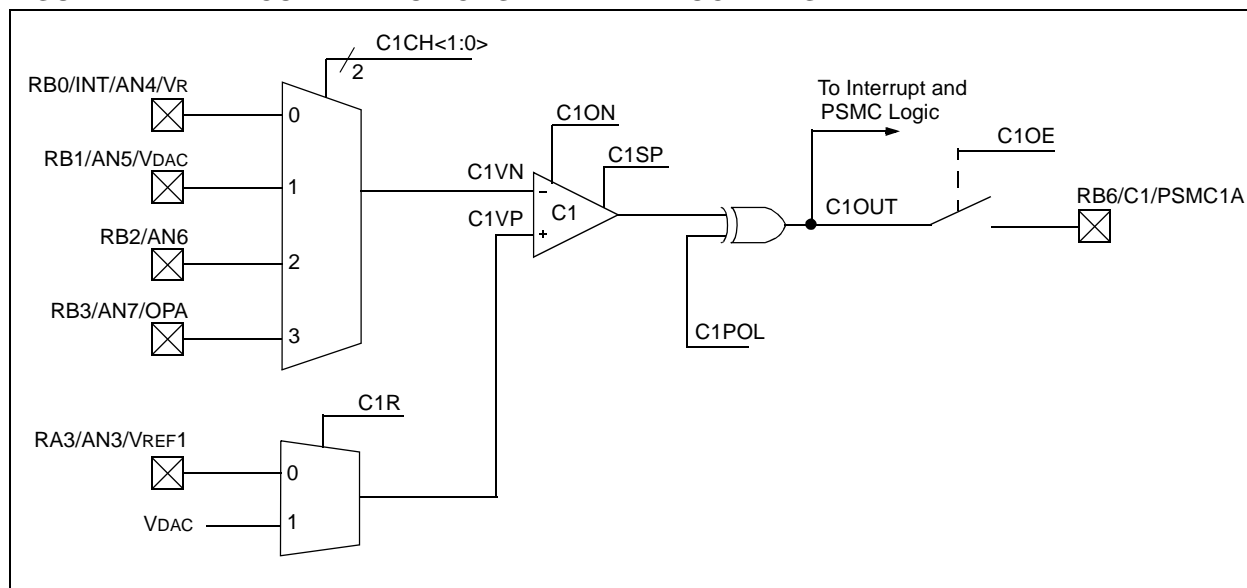 C1CH<1:0>
2
RB0/INT/AN4/VR
0
RB1/AN5/VDAC
1
RB2/AN6
2
RB3/AN7/OPA
3
C1VN
C1VP
C1ON
C1SP
−
C1
+
To Interrupt and
PSMC Logic
C1OUT
C1OE
RB6/C1/PSMC1A
C1POL
C1R
RA3/AN3/VREF1
0
VDAC
1